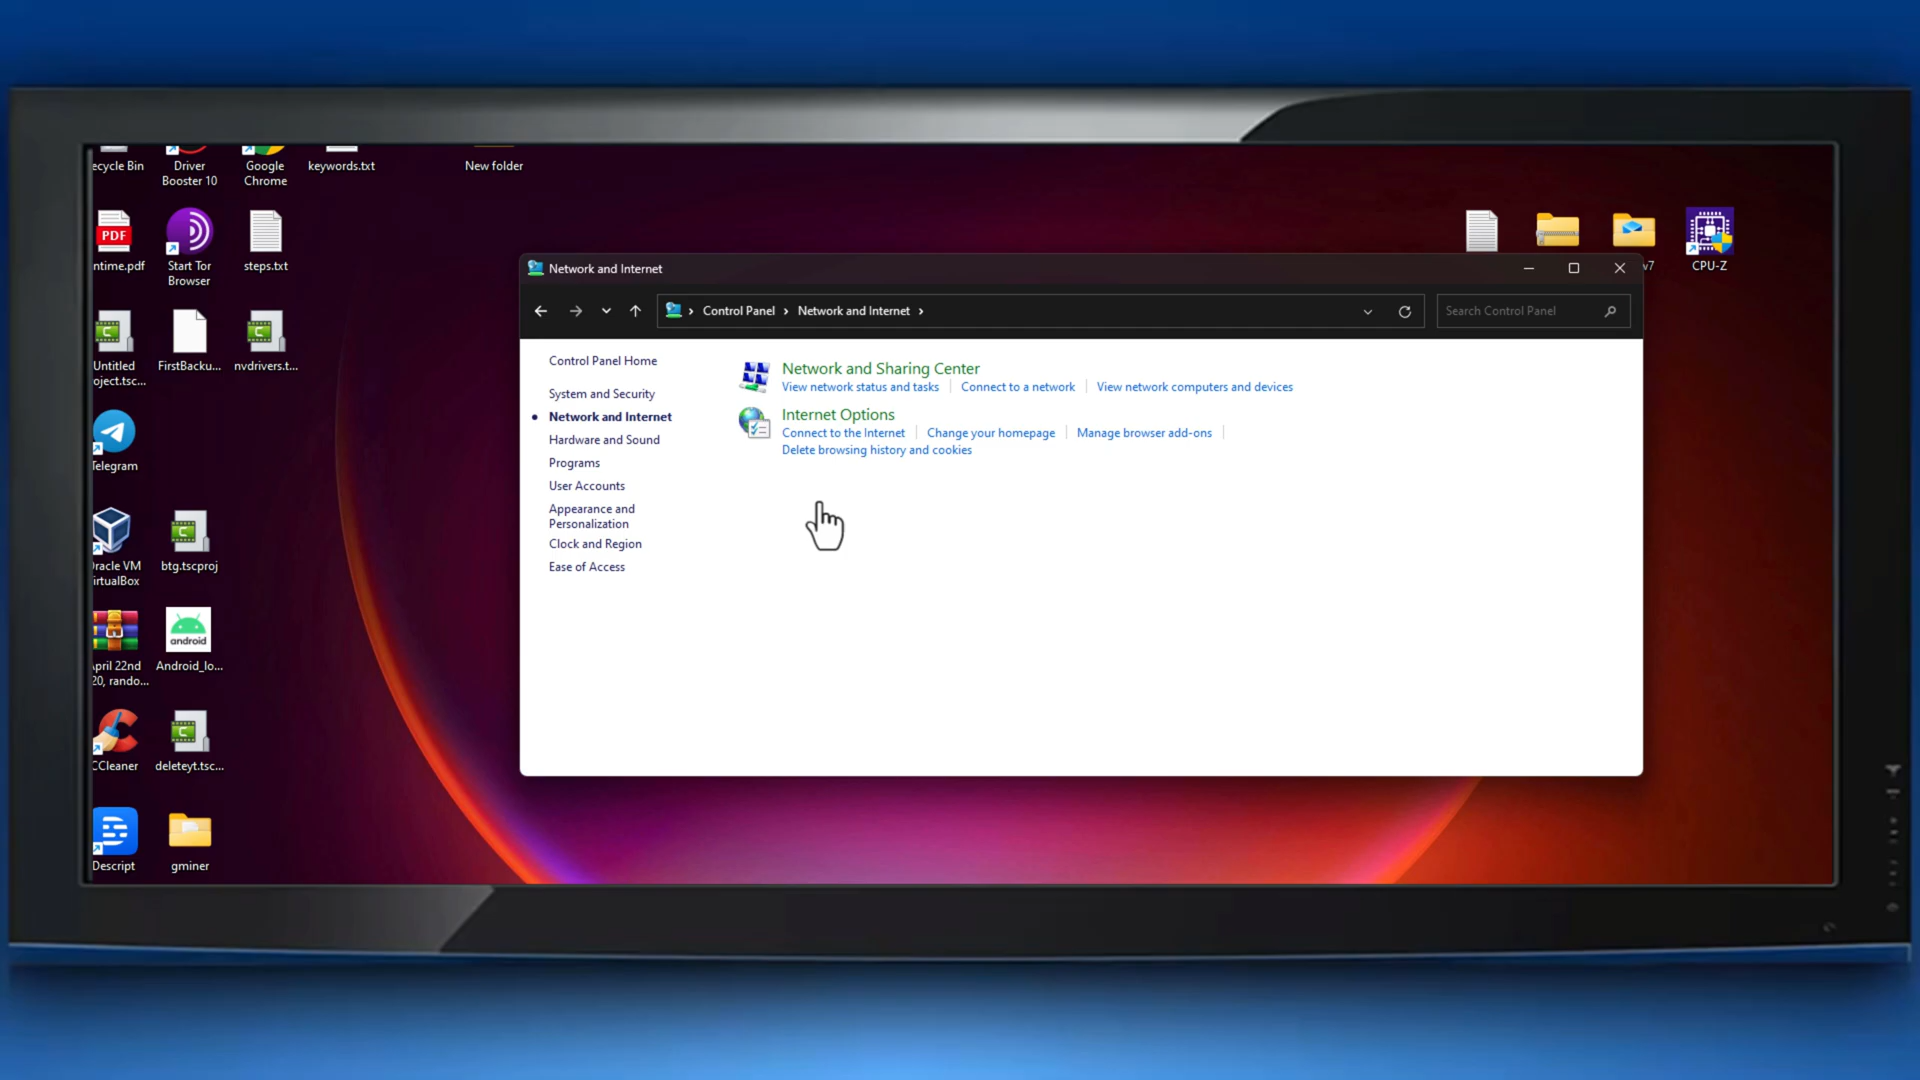 ecycle Bin
Driver
Booster 10
Google
Chrome
keywords.txt
New folder
PDF
ntime.pdf
Start Tor
Browser
steps.txt
v7
CPU-Z
Untitled
oject.tsc...
FirstBacku...
nvdrivers.t...
Telegram
racle VM
irtualBox
btg.tscproj
April 22nd
20, rando...
android
Android_lo...
CCleaner
deleteyt.tsc...
Descript
gminer
Network and Internet
Control Panel
Network and Internet
Search Control Panel
Control Panel Home
System and Security
Network and Internet
Hardware and Sound
Programs
User Accounts
Appearance and
Personalization
Clock and Region
Ease of Access
Network and Sharing Center
View network status and tasks
Connect to a network
View network computers and devices
Internet Options
Connect to the Internet
Change your homepage
Manage browser add-ons
Delete browsing history and cookies